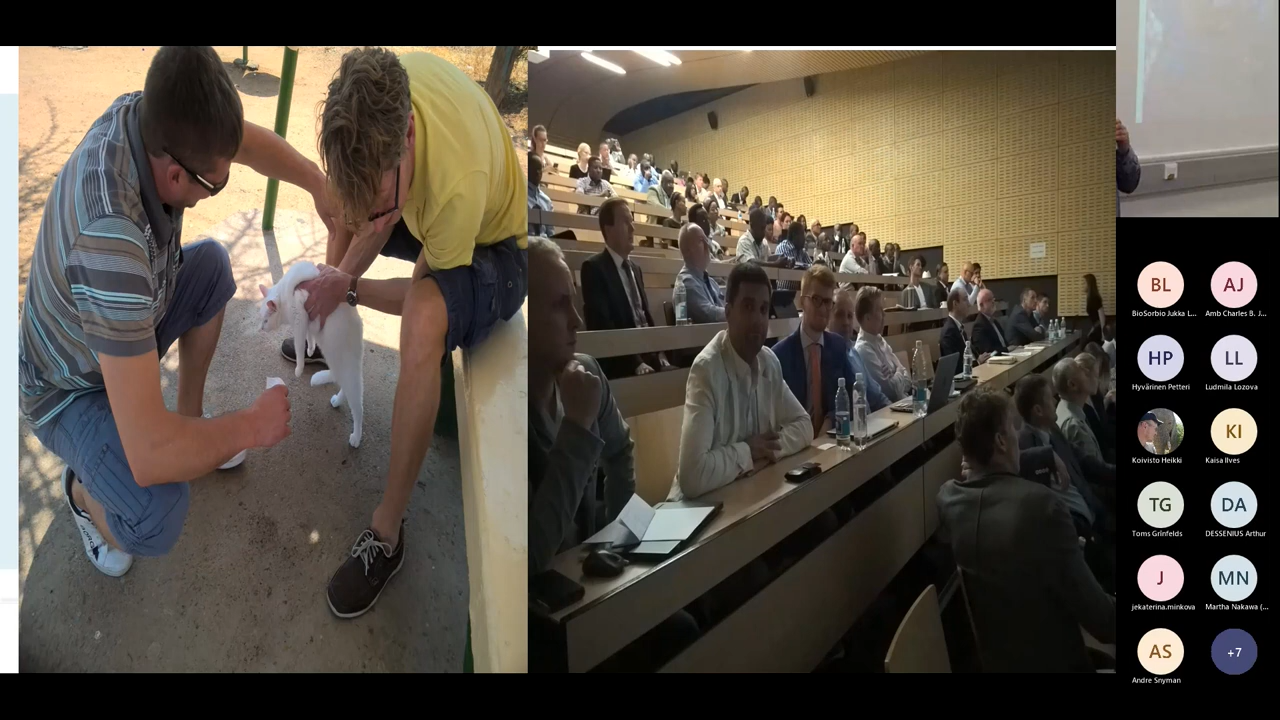 BL
AJ
BioSorbio Jukka L...
Amb Charles B. J...
HP
LL
Hyvärinen Petteri
Ludmila Lozova
KI
Koivisto Heikki
Kaisa Ilves
TG
DA
Toms Grīnfelds
DESSENIUS Arthur
J
MN
jekaterina.minkova
Martha Nakawa (...
AS
+7
Andre Snyman